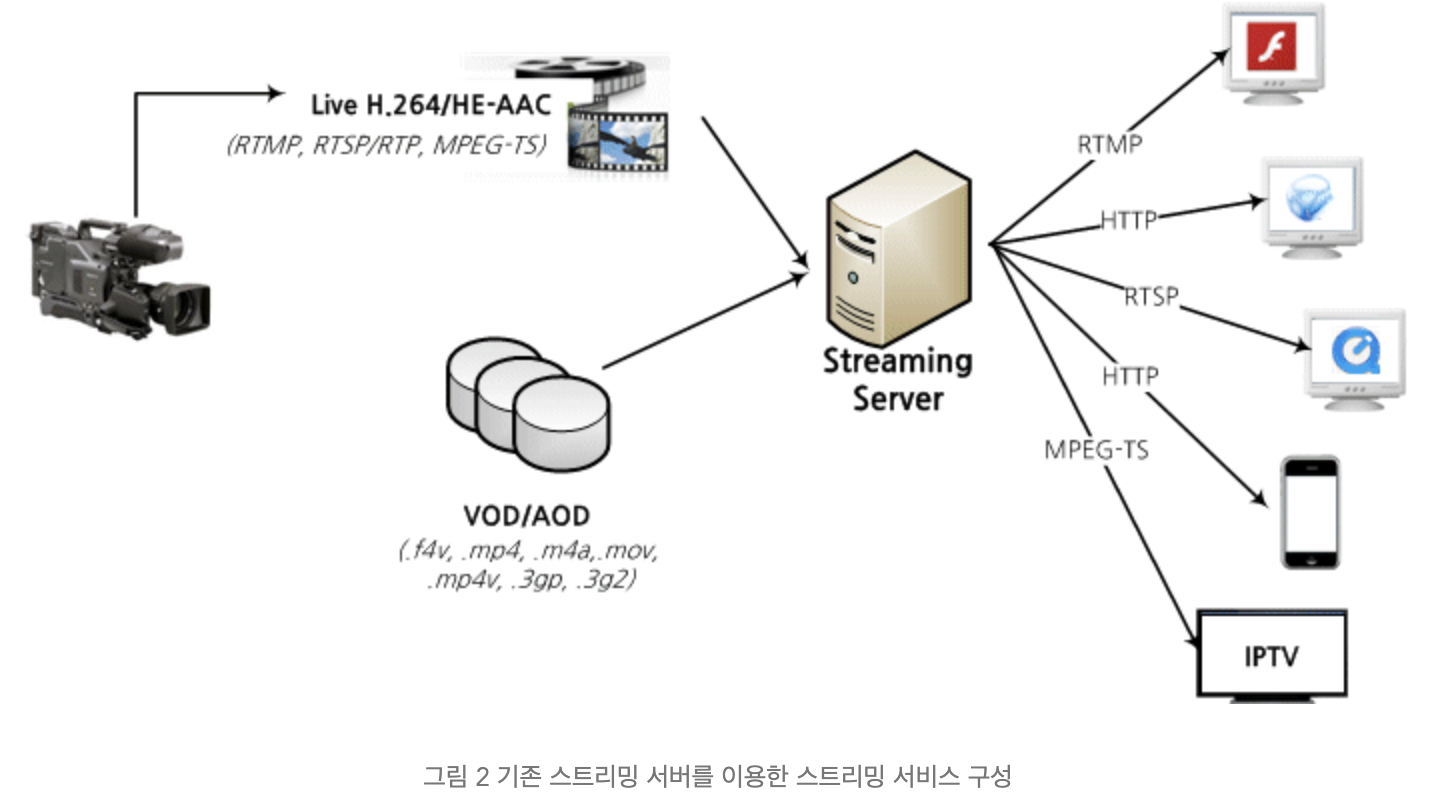 Live H.264/HE-AAC
(RTMP, RTSP/RTP, MPEG-TS)
VOD/AOD
(.f4v, .mp4, .m4a,.mov,
.mp4v, .3gp, .3g2)
Streaming
Server
RTMP
HTTP
RTSP
HTTP
MPEG-TS
IPTV
그림 2 기존 스트리밍 서버를 이용한 스트리밍 서비스 구성